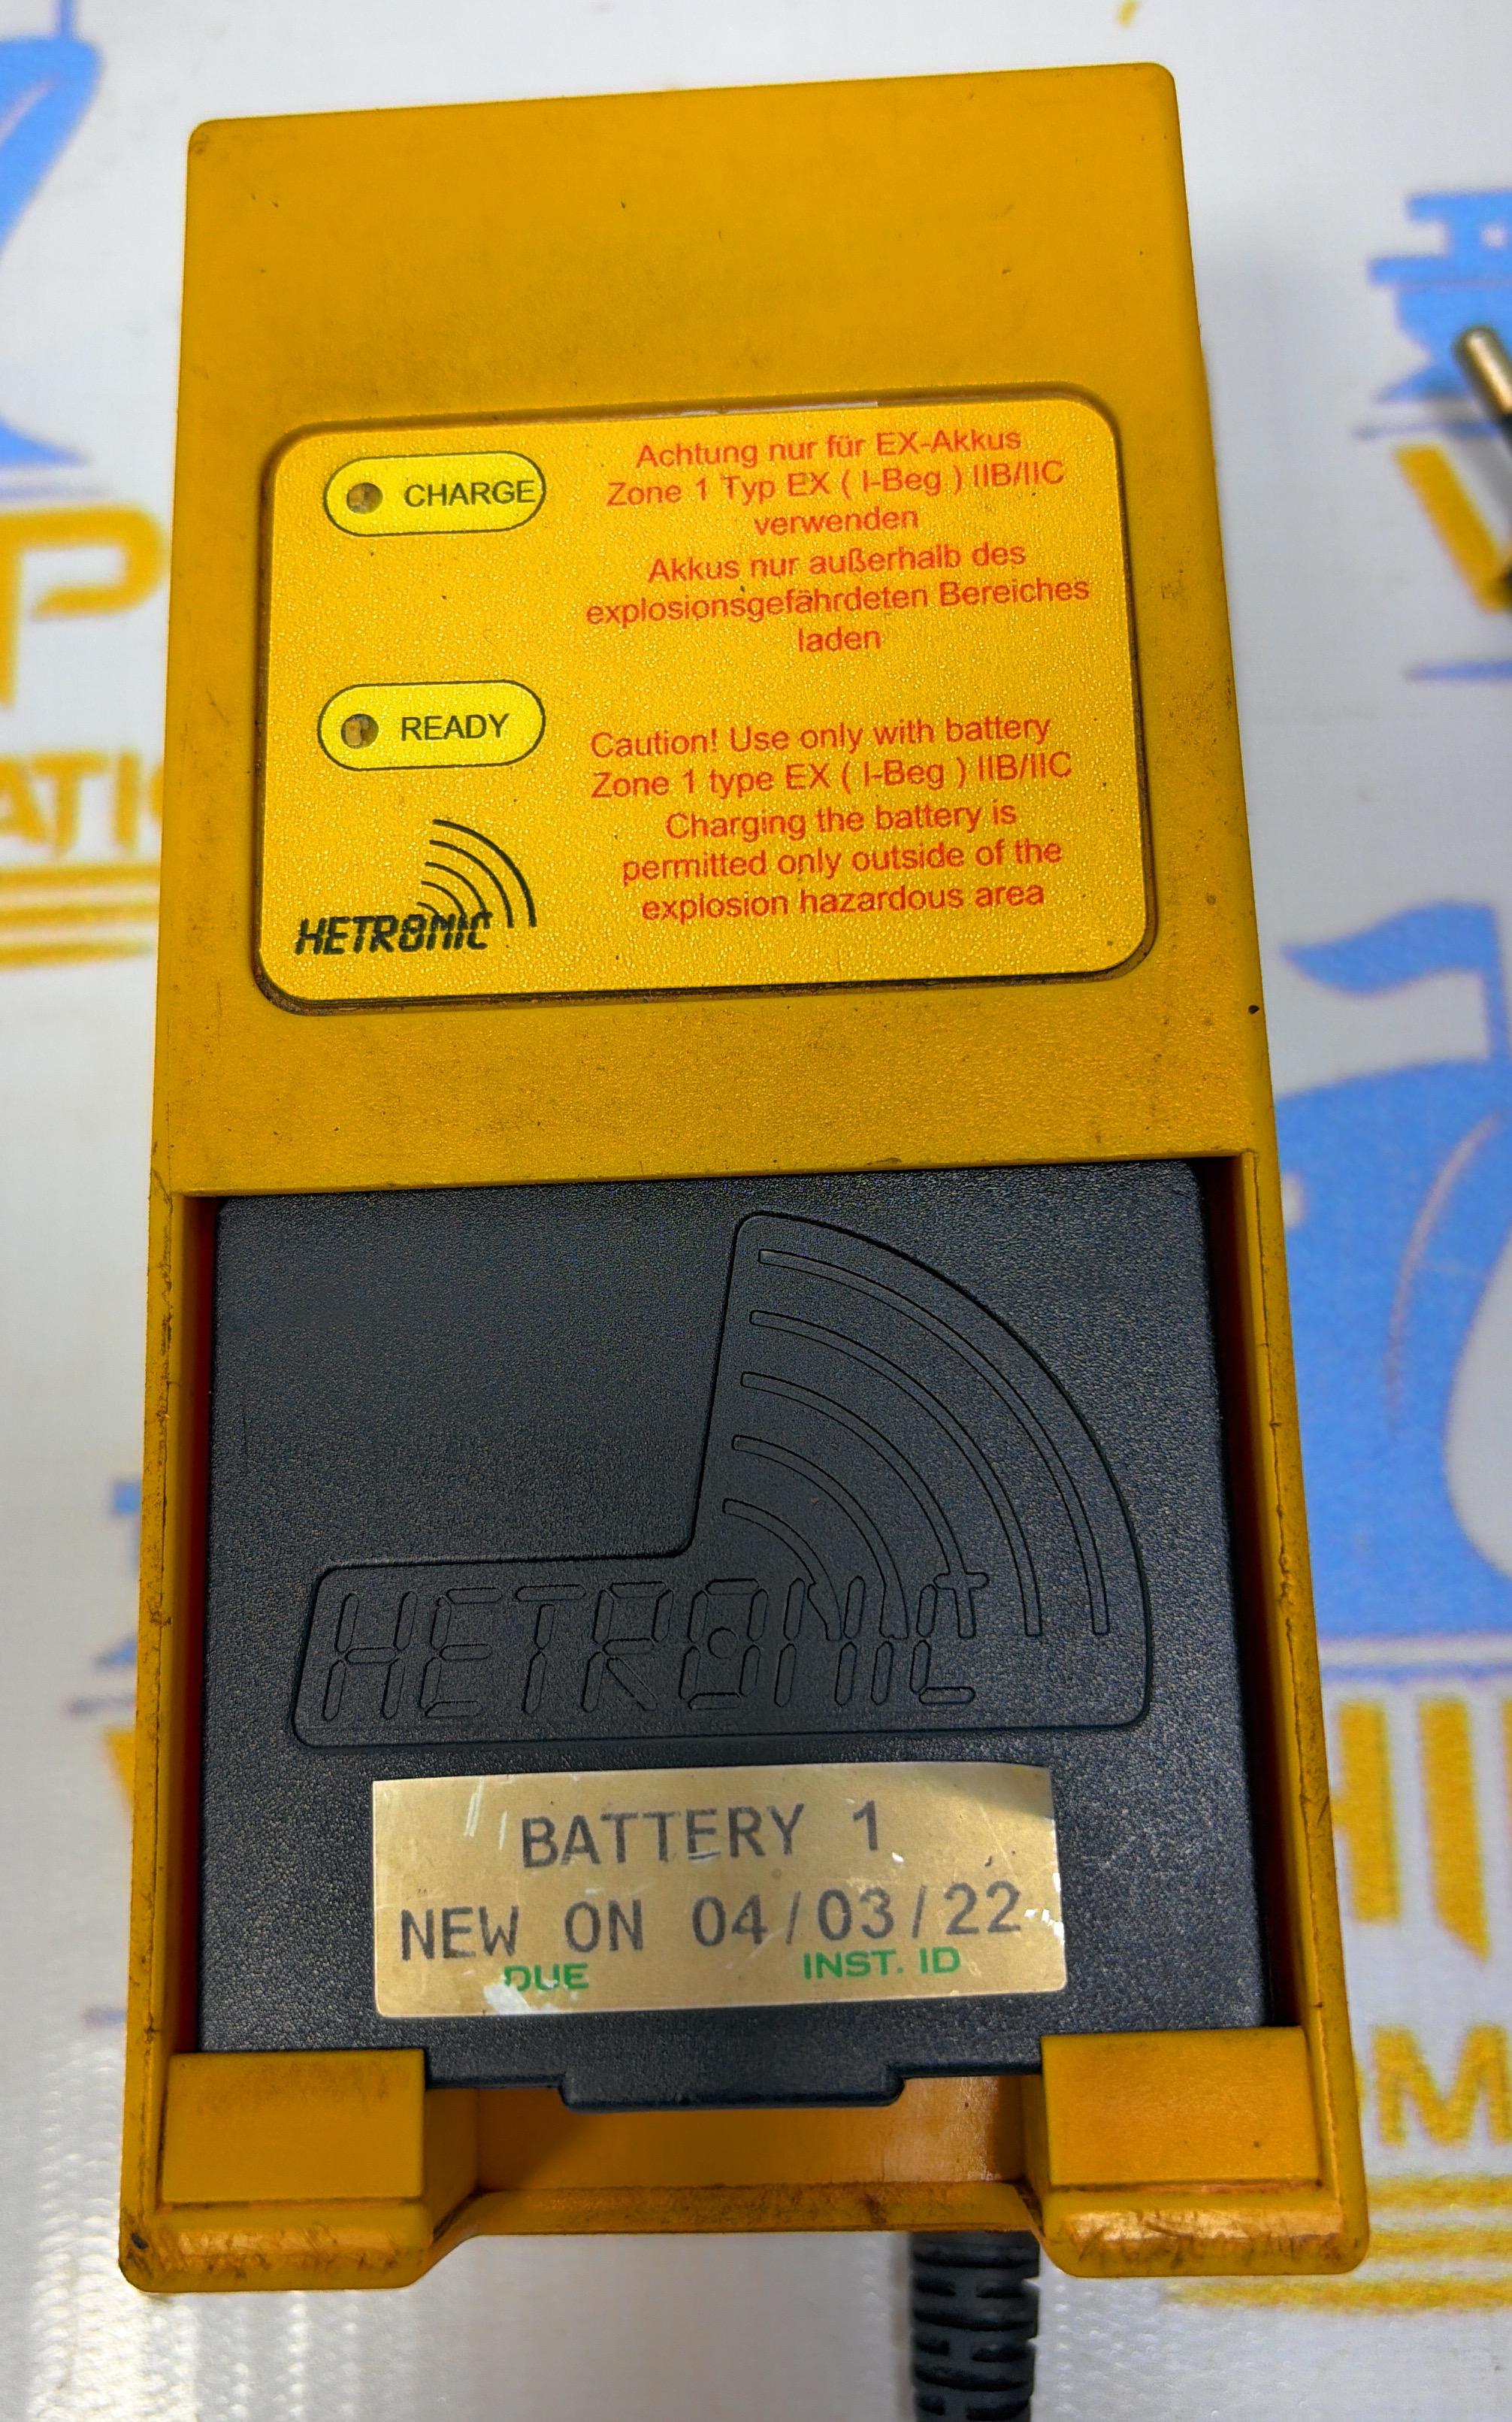 CHARGE
Achtung nur für EX-Akkus
Zone 1 Typ EX ( I-Beg ) IIB/IIC
verwenden
Akkus nur außerhalb des
explosionsgefährdeten Bereiches
laden
READY
Caution! Use only with battery
Zone 1 type EX ( I-Beg ) IIB/IIC
Charging the battery is
permitted only outside of the
explosion hazardous area
HETRONIC
HETRONIC
BATTERY 1
NEW ON 04/03/22
DUE INST. ID